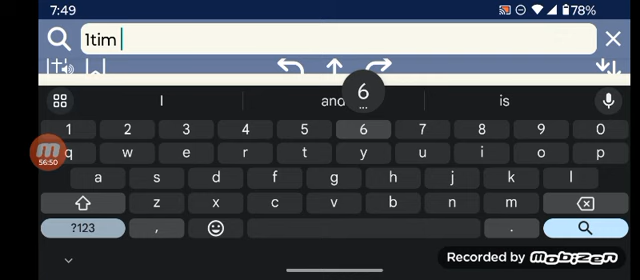 7:49 78%
1tim
6
I and is
1 2 3 4 5 6 7 8 9 0
q w e r t y u i o p
56:50
a s d f g h j k l
z x c v b n m
?123 , .
Recorded by mobizen